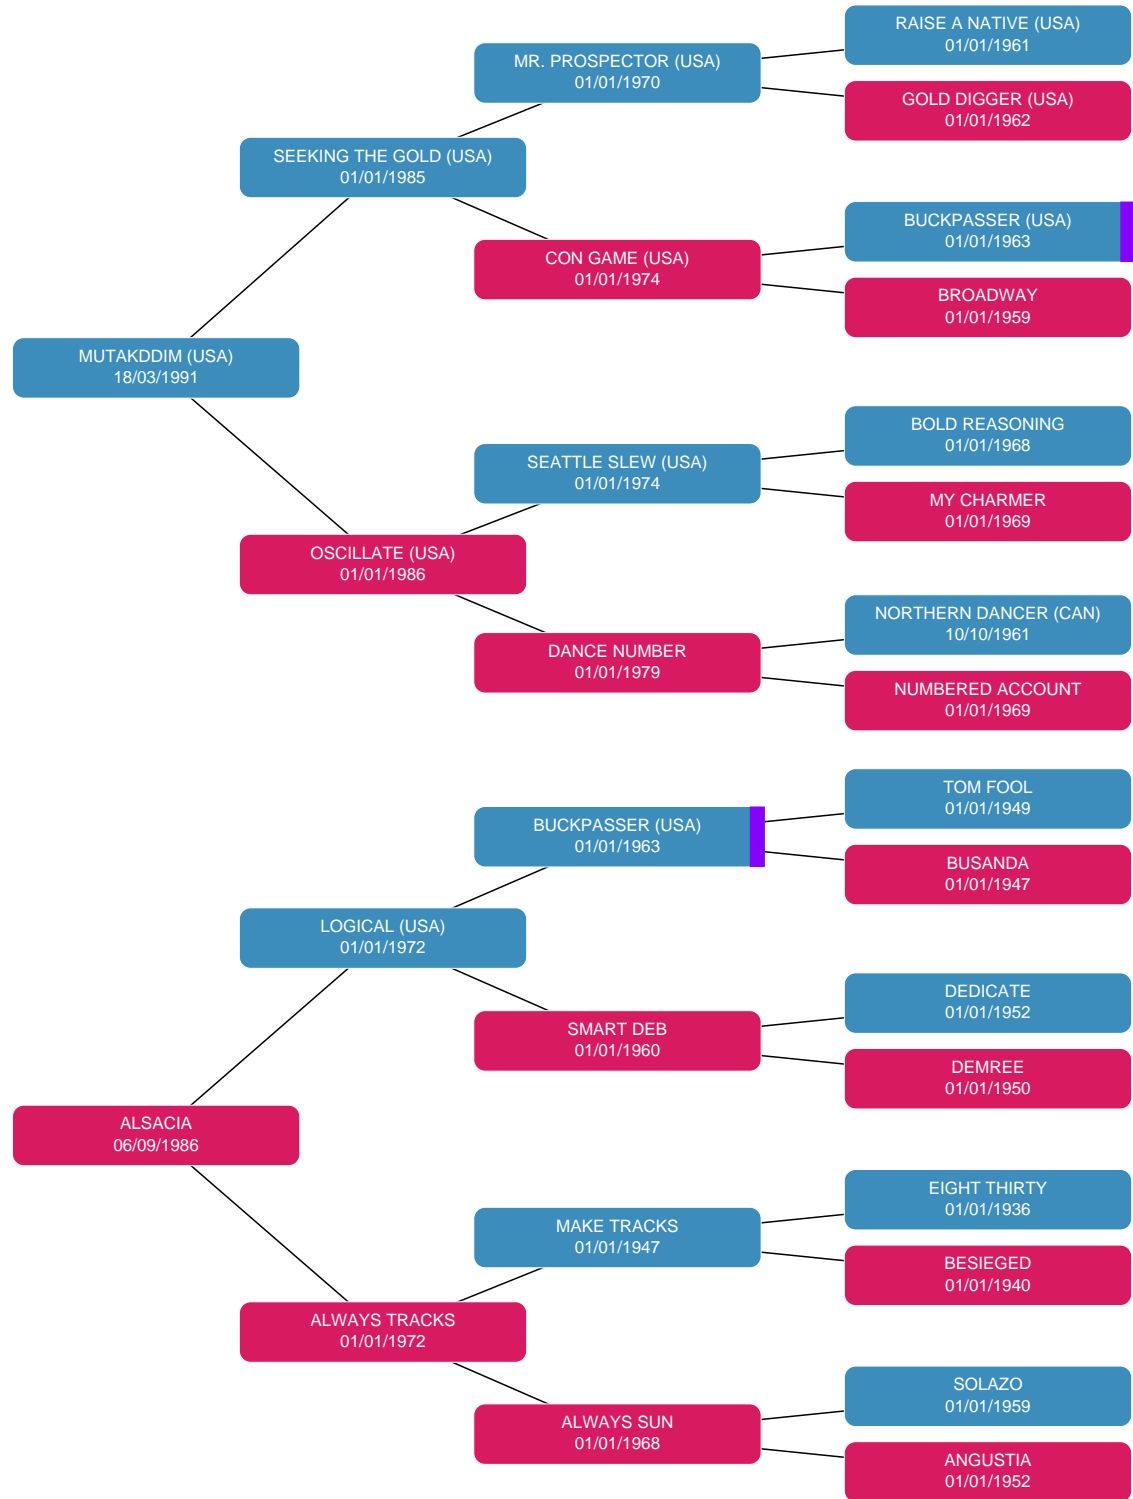 RAISE A NATIVE (USA)
01/01/1961
MR. PROSPECTOR (USA)
01/01/1970
GOLD DIGGER (USA)
01/01/1962
SEEKING THE GOLD (USA)
01/01/1985
BUCKPASSER (USA)
01/01/1963
CON GAME (USA)
01/01/1974
BROADWAY
01/01/1959
MUTAKDDIM (USA)
18/03/1991
BOLD REASONING
01/01/1968
SEATTLE SLEW (USA)
01/01/1974
MY CHARMER
01/01/1969
OSCILLATE (USA)
01/01/1986
NORTHERN DANCER (CAN)
10/10/1961
DANCE NUMBER
01/01/1979
NUMBERED ACCOUNT
01/01/1969
TOM FOOL
01/01/1949
BUCKPASSER (USA)
01/01/1963
BUSANDA
01/01/1947
LOGICAL (USA)
01/01/1972
DEDICATE
01/01/1952
SMART DEB
01/01/1960
DEMREE
01/01/1950
ALSACIA
06/09/1986
EIGHT THIRTY
01/01/1936
MAKE TRACKS
01/01/1947
BESIEGED
01/01/1940
ALWAYS TRACKS
01/01/1972
SOLAZO
01/01/1959
ALWAYS SUN
01/01/1968
ANGUSTIA
01/01/1952